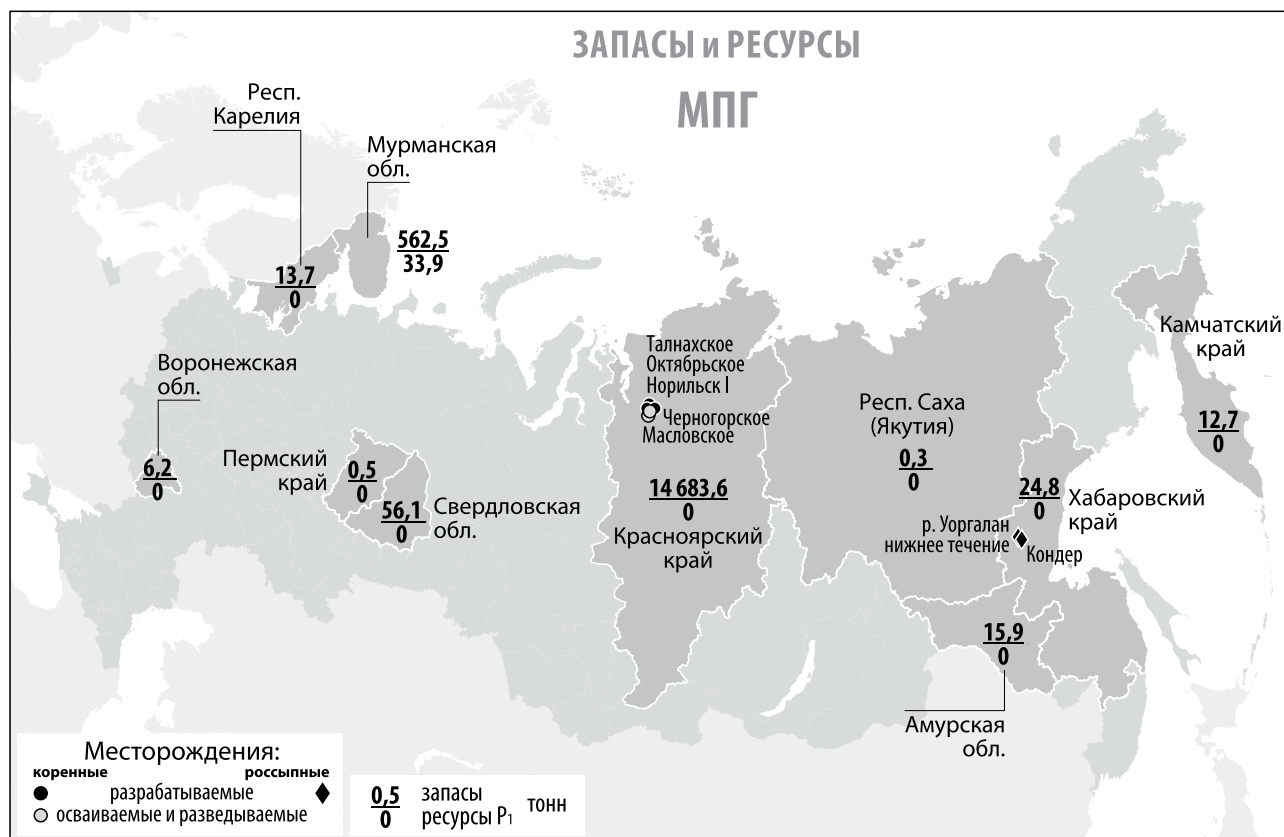 ЗАПАСЫ и РЕСУРСЫ
МПГ
Респ.
Карелия
Мурманская
обл.
562,5
33,9
13,7
0
Воронежская
обл.
6,2
0
Пермский
край
0,5
0
56,1
0
Свердловская
обл.
Талнахское
Октябрьское
Норильск I
Черногорское
Масловское
14 683,6
0
Красноярский
край
Респ. Саха
(Якутия)
0,3
0
Камчатский
край
12,7
0
24,8
0
Хабаровский
край
р. Уоргалан
нижнее течение
Кондер
15,9
0
Амурская
обл.
Месторождения:
коренные россыпные
разрабатываемые
осваиваемые и разведываемые
0,5 запасы
0 ресурсы P1
тонн